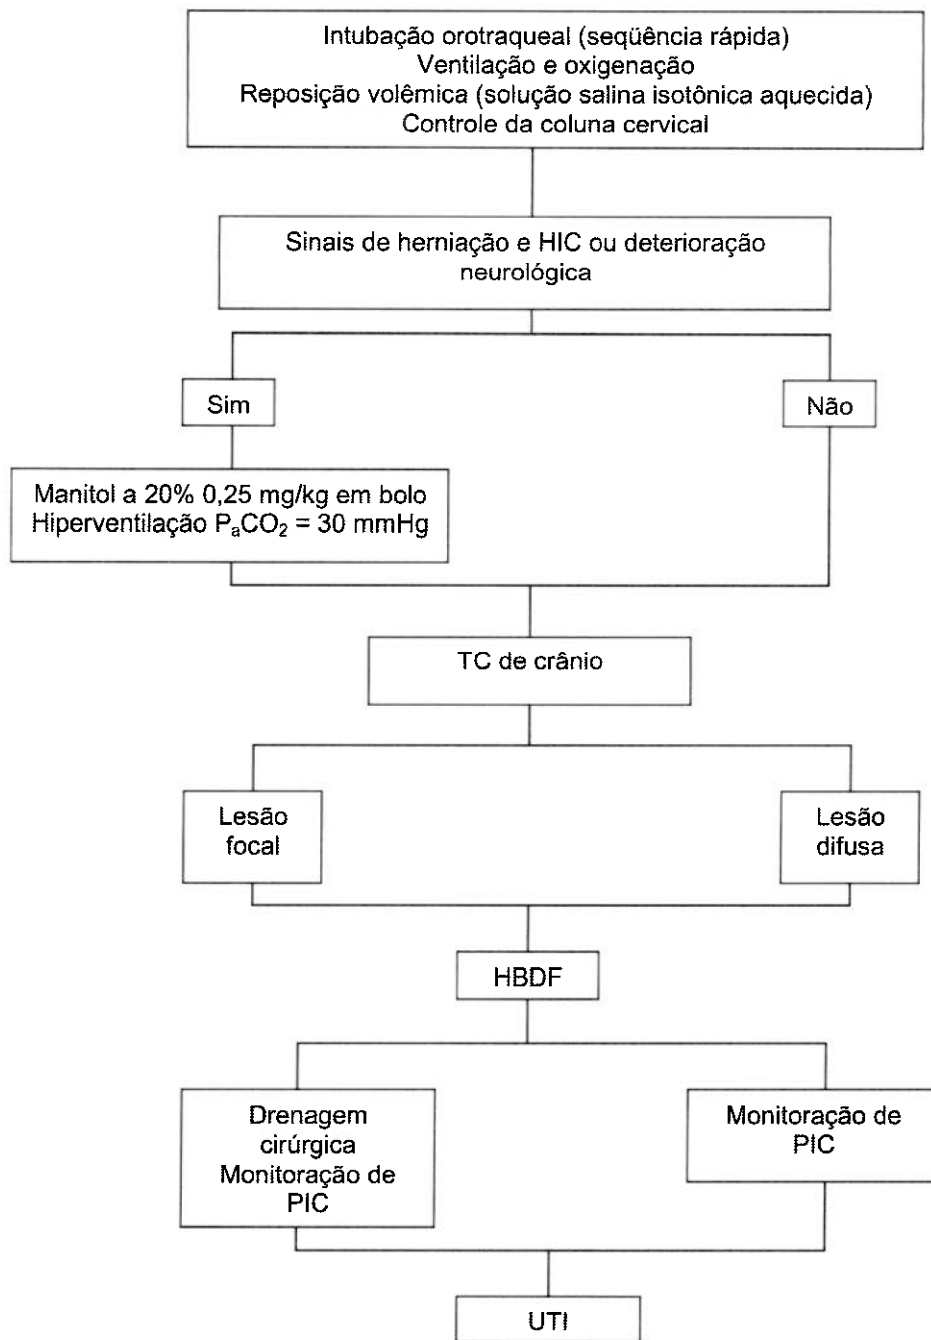 Intubação orotraqueal (seqüência rápida)
Ventilação e oxigenação
Reposição volêmica (solução salina isotônica aquecida)
Controle da coluna cervical
Sinais de herniação e HIC ou deterioração
neurológica
Sim
Não
Manitol a 20% 0,25 mg/kg em bolo
Hiperventilação PₐCO₂ = 30 mmHg
TC de crânio
Lesão
focal
Lesão
difusa
HBDF
Drenagem
cirúrgica
Monitoração de
PIC
Monitoração de
PIC
UTI